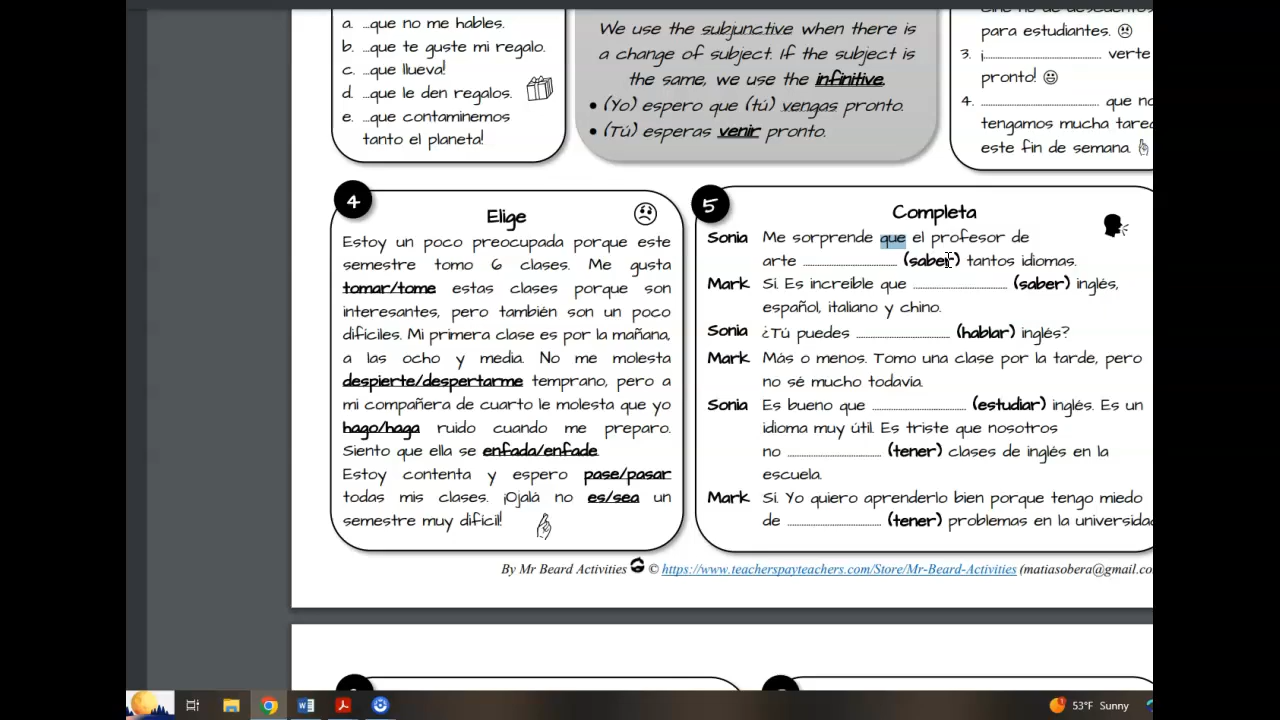 a. ...que no me hables.
b. ...que te guste mi regalo.
c. ...que llueva!
d. ...que le den regalos.
e. ...que contaminemos
tanto el planeta!
We use the subjunctive when there is
a change of subject. If the subject is
the same, we use the infinitive.
• (Yo) espero que (tú) vengas pronto.
• (Tú) esperas venir pronto.
para estudiantes.
3. ¡.............................. verte
pronto!
4. .............................. que no
tengamos mucha tarea
este fin de semana.
4
Elige
Estoy un poco preocupada porque este
semestre tomo 6 clases. Me gusta
tomar/tome estas clases porque son
interesantes, pero también son un poco
difíciles. Mi primera clase es por la mañana,
a las ocho y media. No me molesta
despierte/despertarme temprano, pero a
mi compañera de cuarto le molesta que yo
hago/haga ruido cuando me preparo.
Siento que ella se enfada/enfade.
Estoy contenta y espero pase/pasar
todas mis clases. ¡Ojalá no es/sea un
semestre muy difícil!
5
Completa
Sonia Me sorprende que el profesor de
arte .............................. (saber) tantos idiomas.
Mark Sí. Es increíble que .............................. (saber) inglés,
español, italiano y chino.
Sonia ¿Tú puedes .............................. (hablar) inglés?
Mark Más o menos. Tomo una clase por la tarde, pero
no sé mucho todavía.
Sonia Es bueno que .............................. (estudiar) inglés. Es un
idioma muy útil. Es triste que nosotros
no .............................. (tener) clases de inglés en la
escuela.
Mark Sí. Yo quiero aprenderlo bien porque tengo miedo
de .............................. (tener) problemas en la universidad
By Mr Beard Activities © https://www.teacherspayteachers.com/Store/Mr-Beard-Activities (matiasobera@gmail.co
53°F Sunny